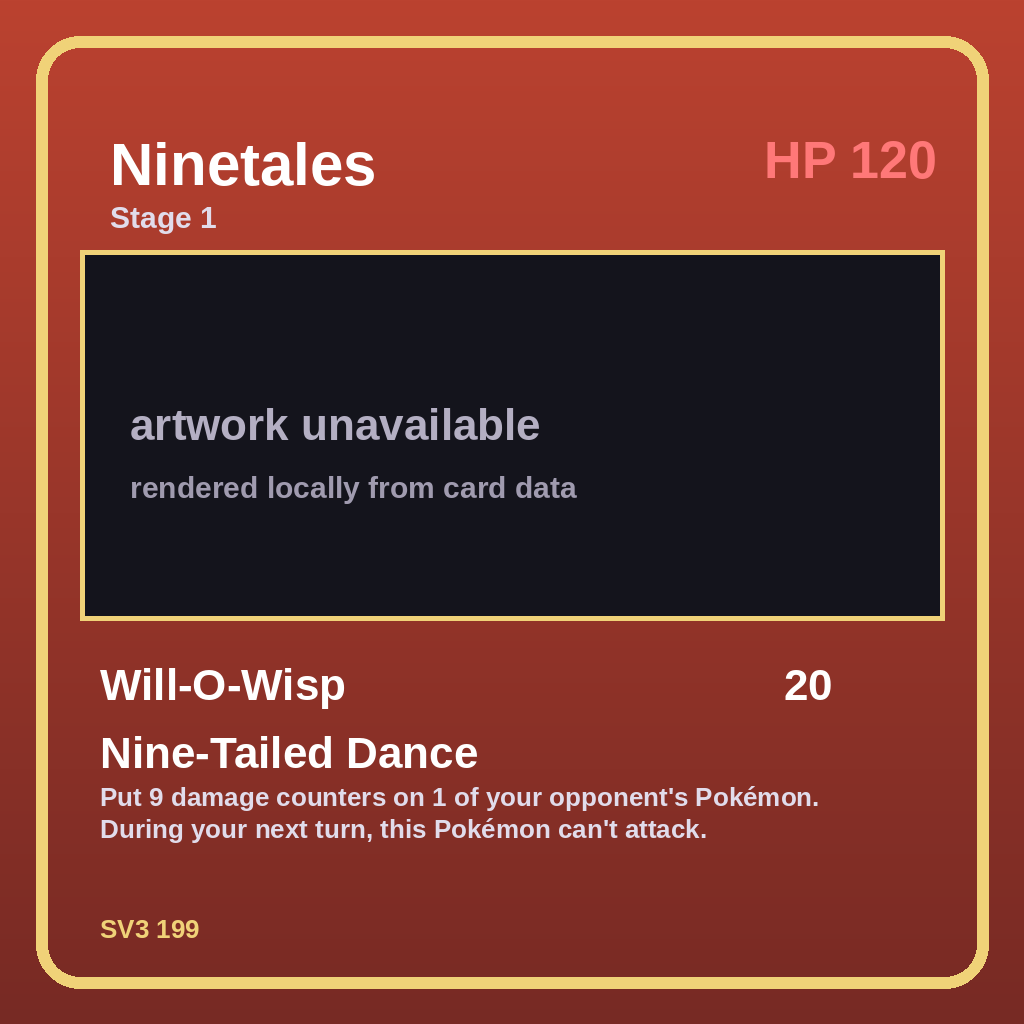 Ninetales
HP 120
Stage 1
artwork unavailable
rendered locally from card data
Will-O-Wisp 20
Nine-Tailed Dance
Put 9 damage counters on 1 of your opponent's Pokémon.
During your next turn, this Pokémon can't attack.
SV3 199